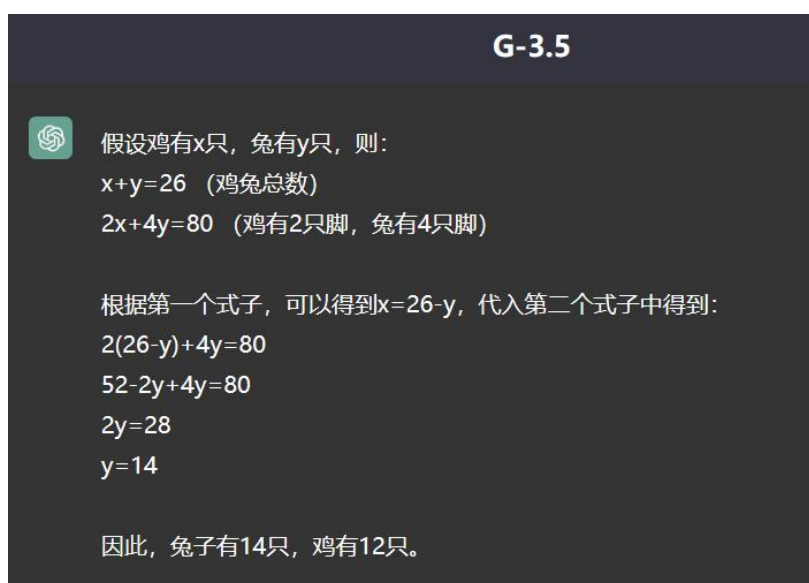 G-3.5
假设鸡有x只，兔有y只，则：
x+y=26 (鸡兔总数)
2x+4y=80 (鸡有2只脚，兔有4只脚)
根据第一个式子，可以得到x=26-y，代入第二个式子中得到：
2(26-y)+4y=80
52-2y+4y=80
2y=28
y=14
因此，兔子有14只，鸡有12只。